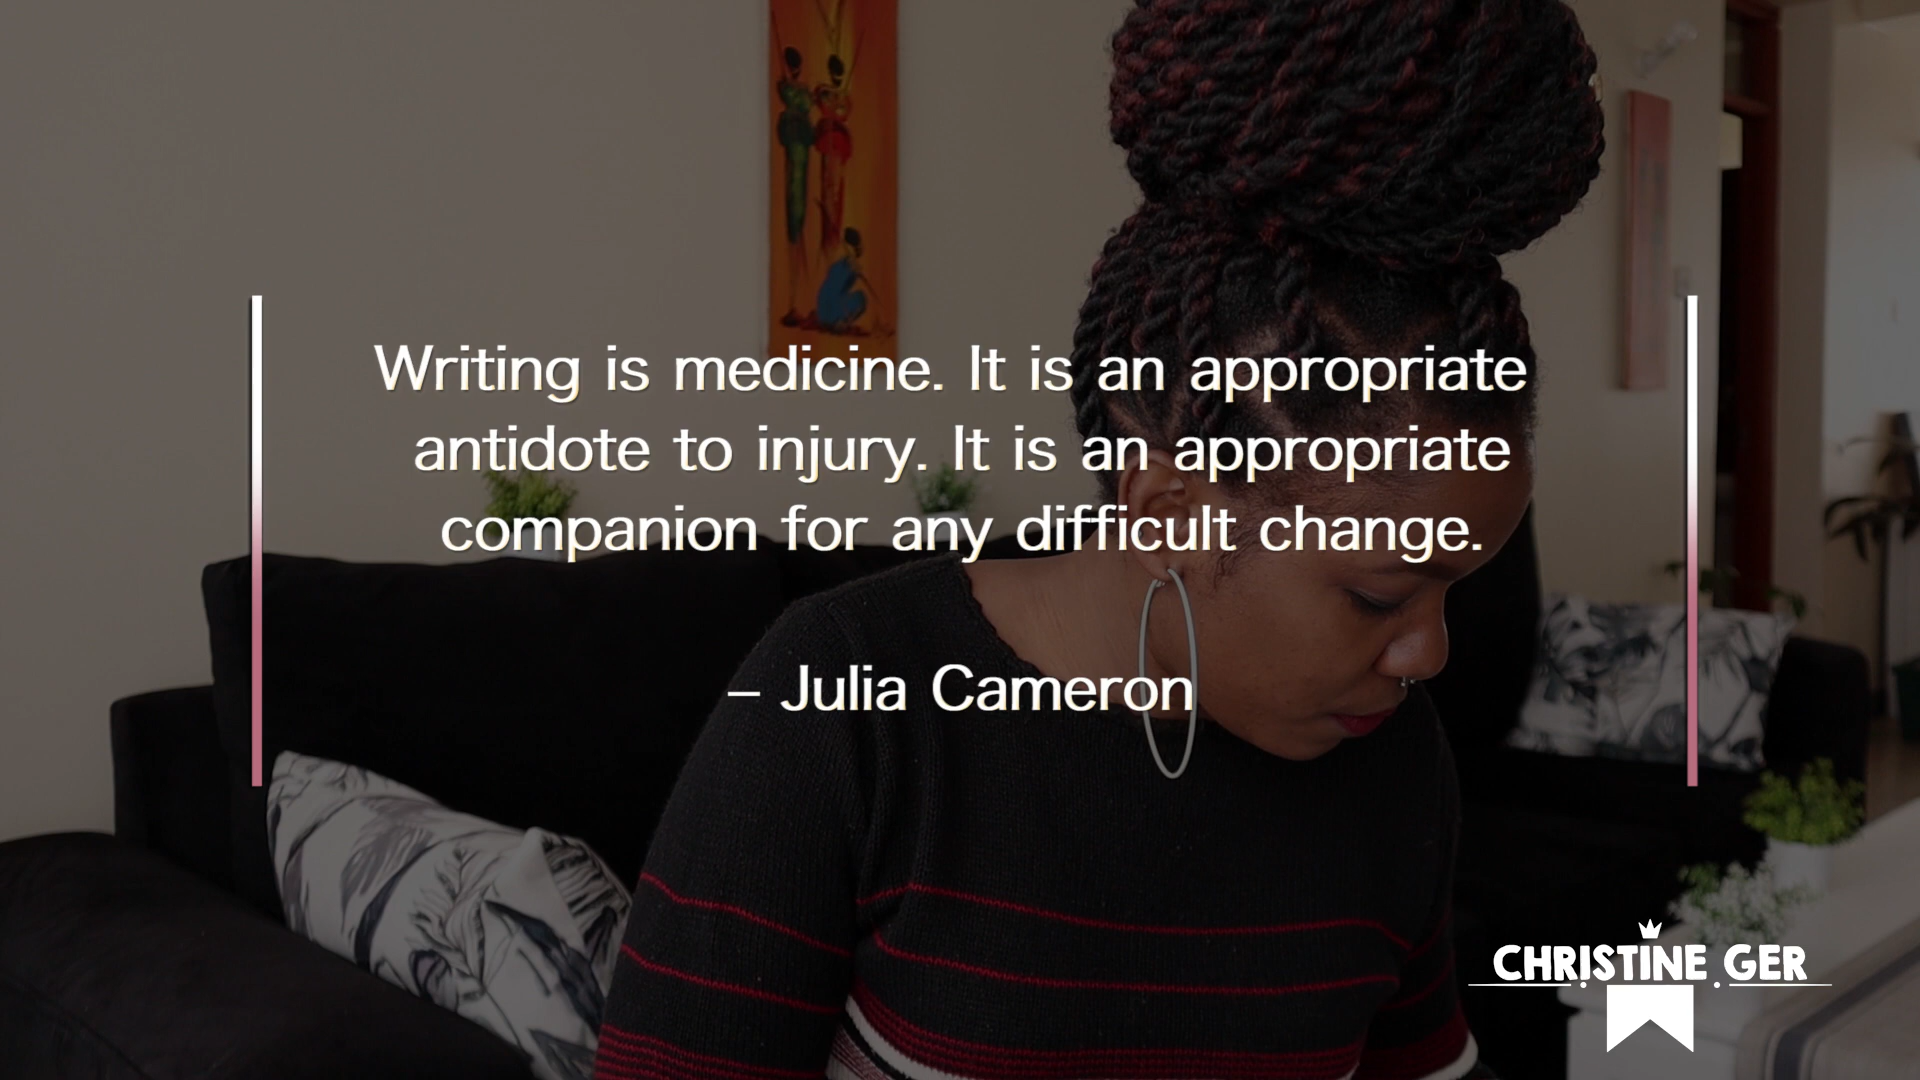 Writing is medicine. It is an appropriate
antidote to injury. It is an appropriate
companion for any difficult change.
– Julia Cameron
CHRISTINE GER